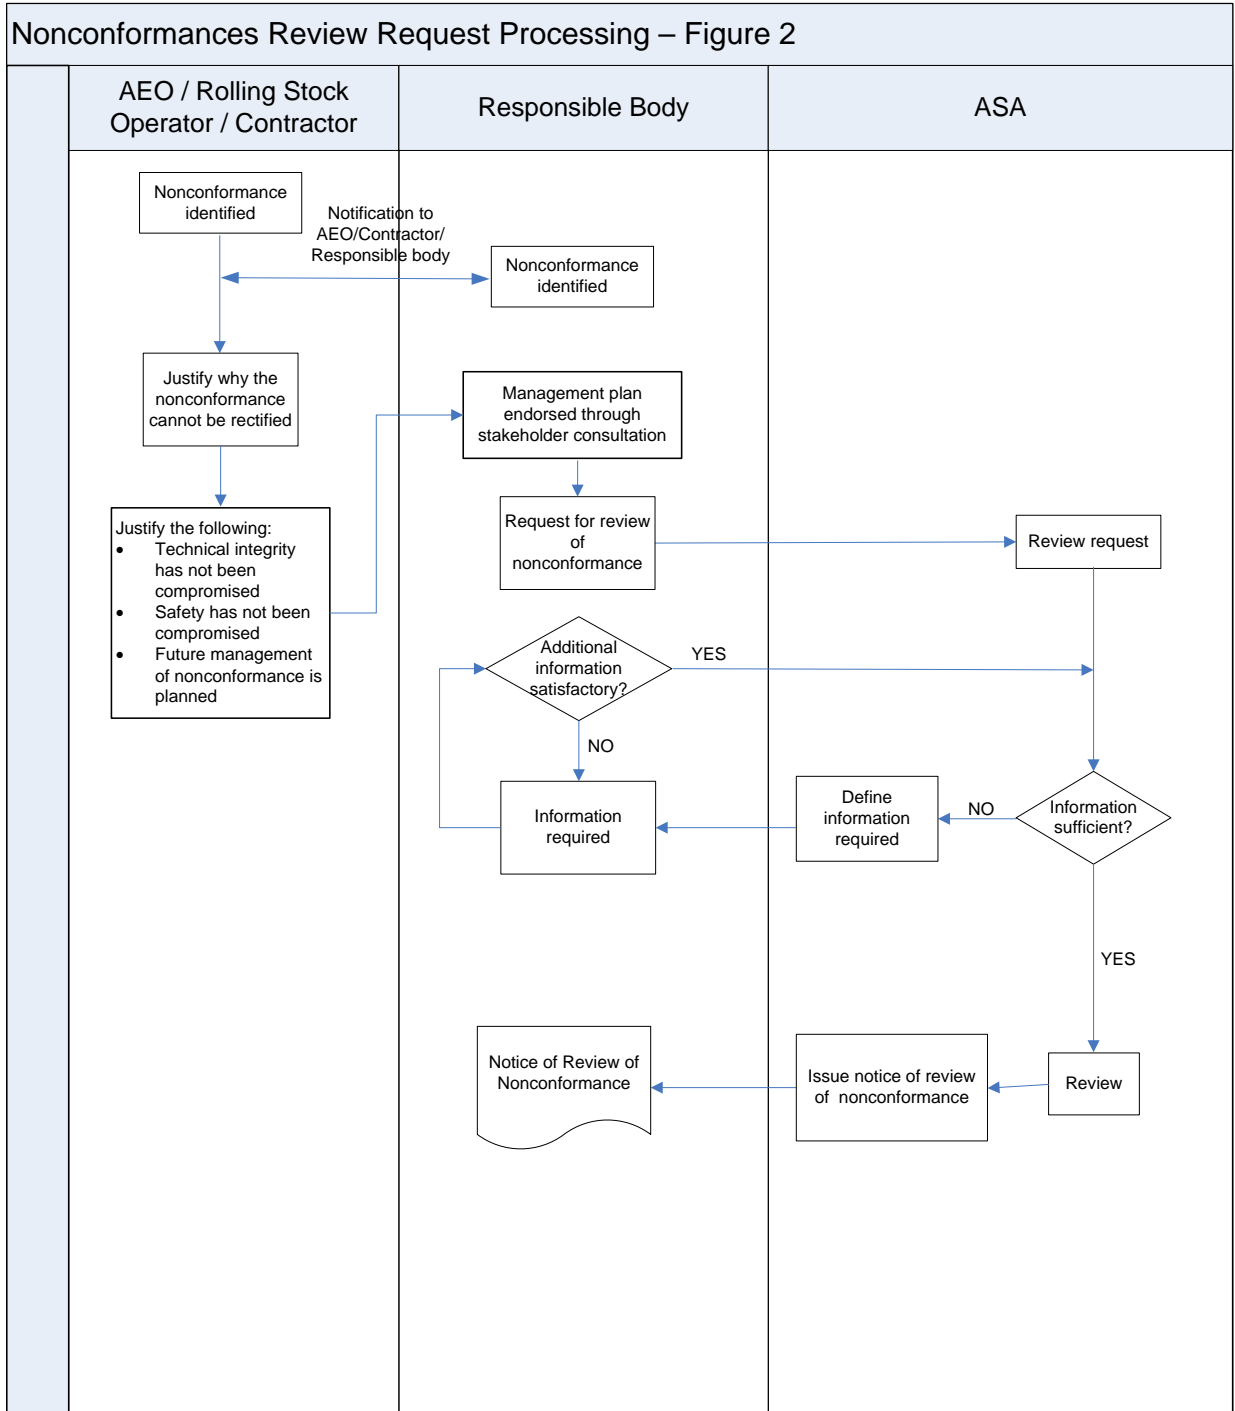 Nonconformances Review Request Processing – Figure 2
AEO / Rolling Stock
Operator / Contractor
Responsible Body
ASA
Nonconformance
identified
Notification to
AEO/Contractor/
Responsible body
Nonconformance
identified
Justify why the
nonconformance
cannot be rectified
Management plan
endorsed through
stakeholder consultation
Justify the following:
• Technical integrity
has not been
compromised
• Safety has not been
compromised
• Future management
of nonconformance is
planned
Request for review
of
nonconformance
Review request
Additional
information
satisfactory?
YES
NO
Information
required
Define
information
required
NO
Information
sufficient?
YES
Notice of Review of
Nonconformance
Issue notice of review
of nonconformance
Review